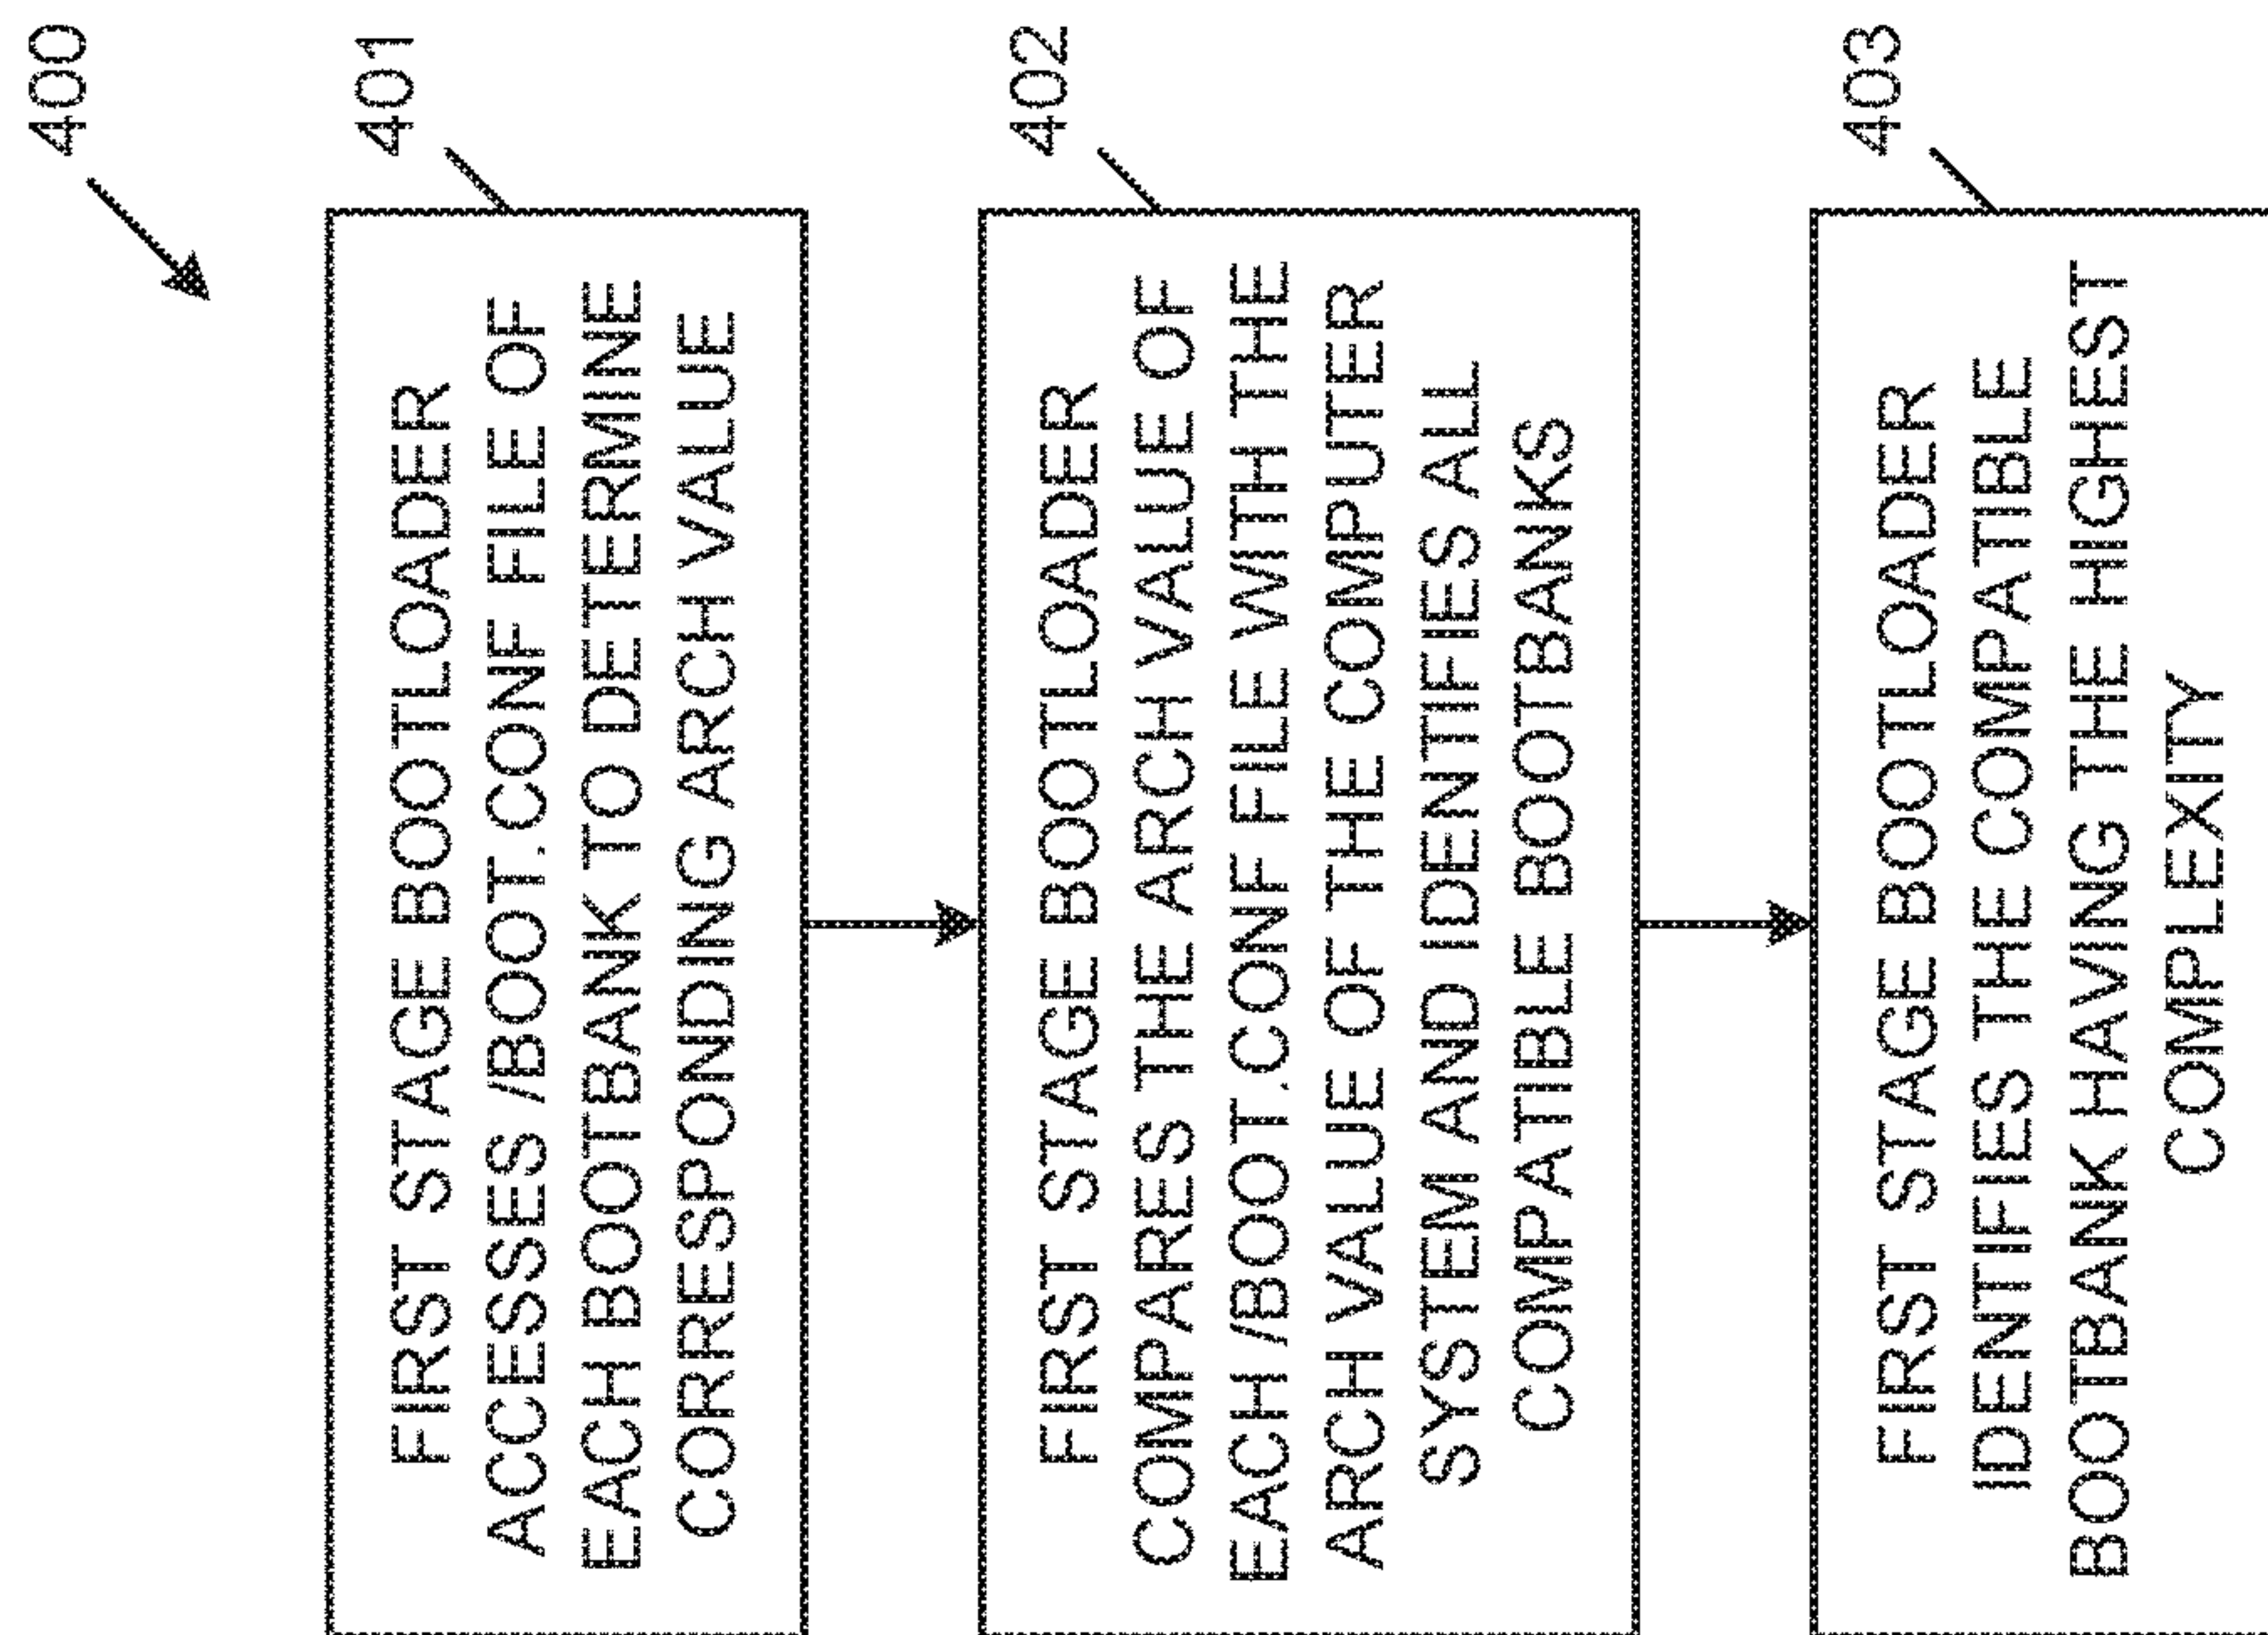 400
401
FIRST STAGE BOOTLOADER
ACCESSES /BOOT.CONF FILE OF
EACH BOOTBANK TO DETERMINE
CORRESPONDING ARCH VALUE
402
FIRST STAGE BOOTLOADER
COMPARES THE ARCH VALUE OF
EACH /BOOT.CONF FILE WITH THE
ARCH VALUE OF THE COMPUTER
SYSTEM AND IDENTIFIES ALL
COMPATIBLE BOOTBANKS
403
FIRST STAGE BOOTLOADER
IDENTIFIES THE COMPATIBLE
BOOTBANK HAVING THE HIGHEST
COMPLEXITY